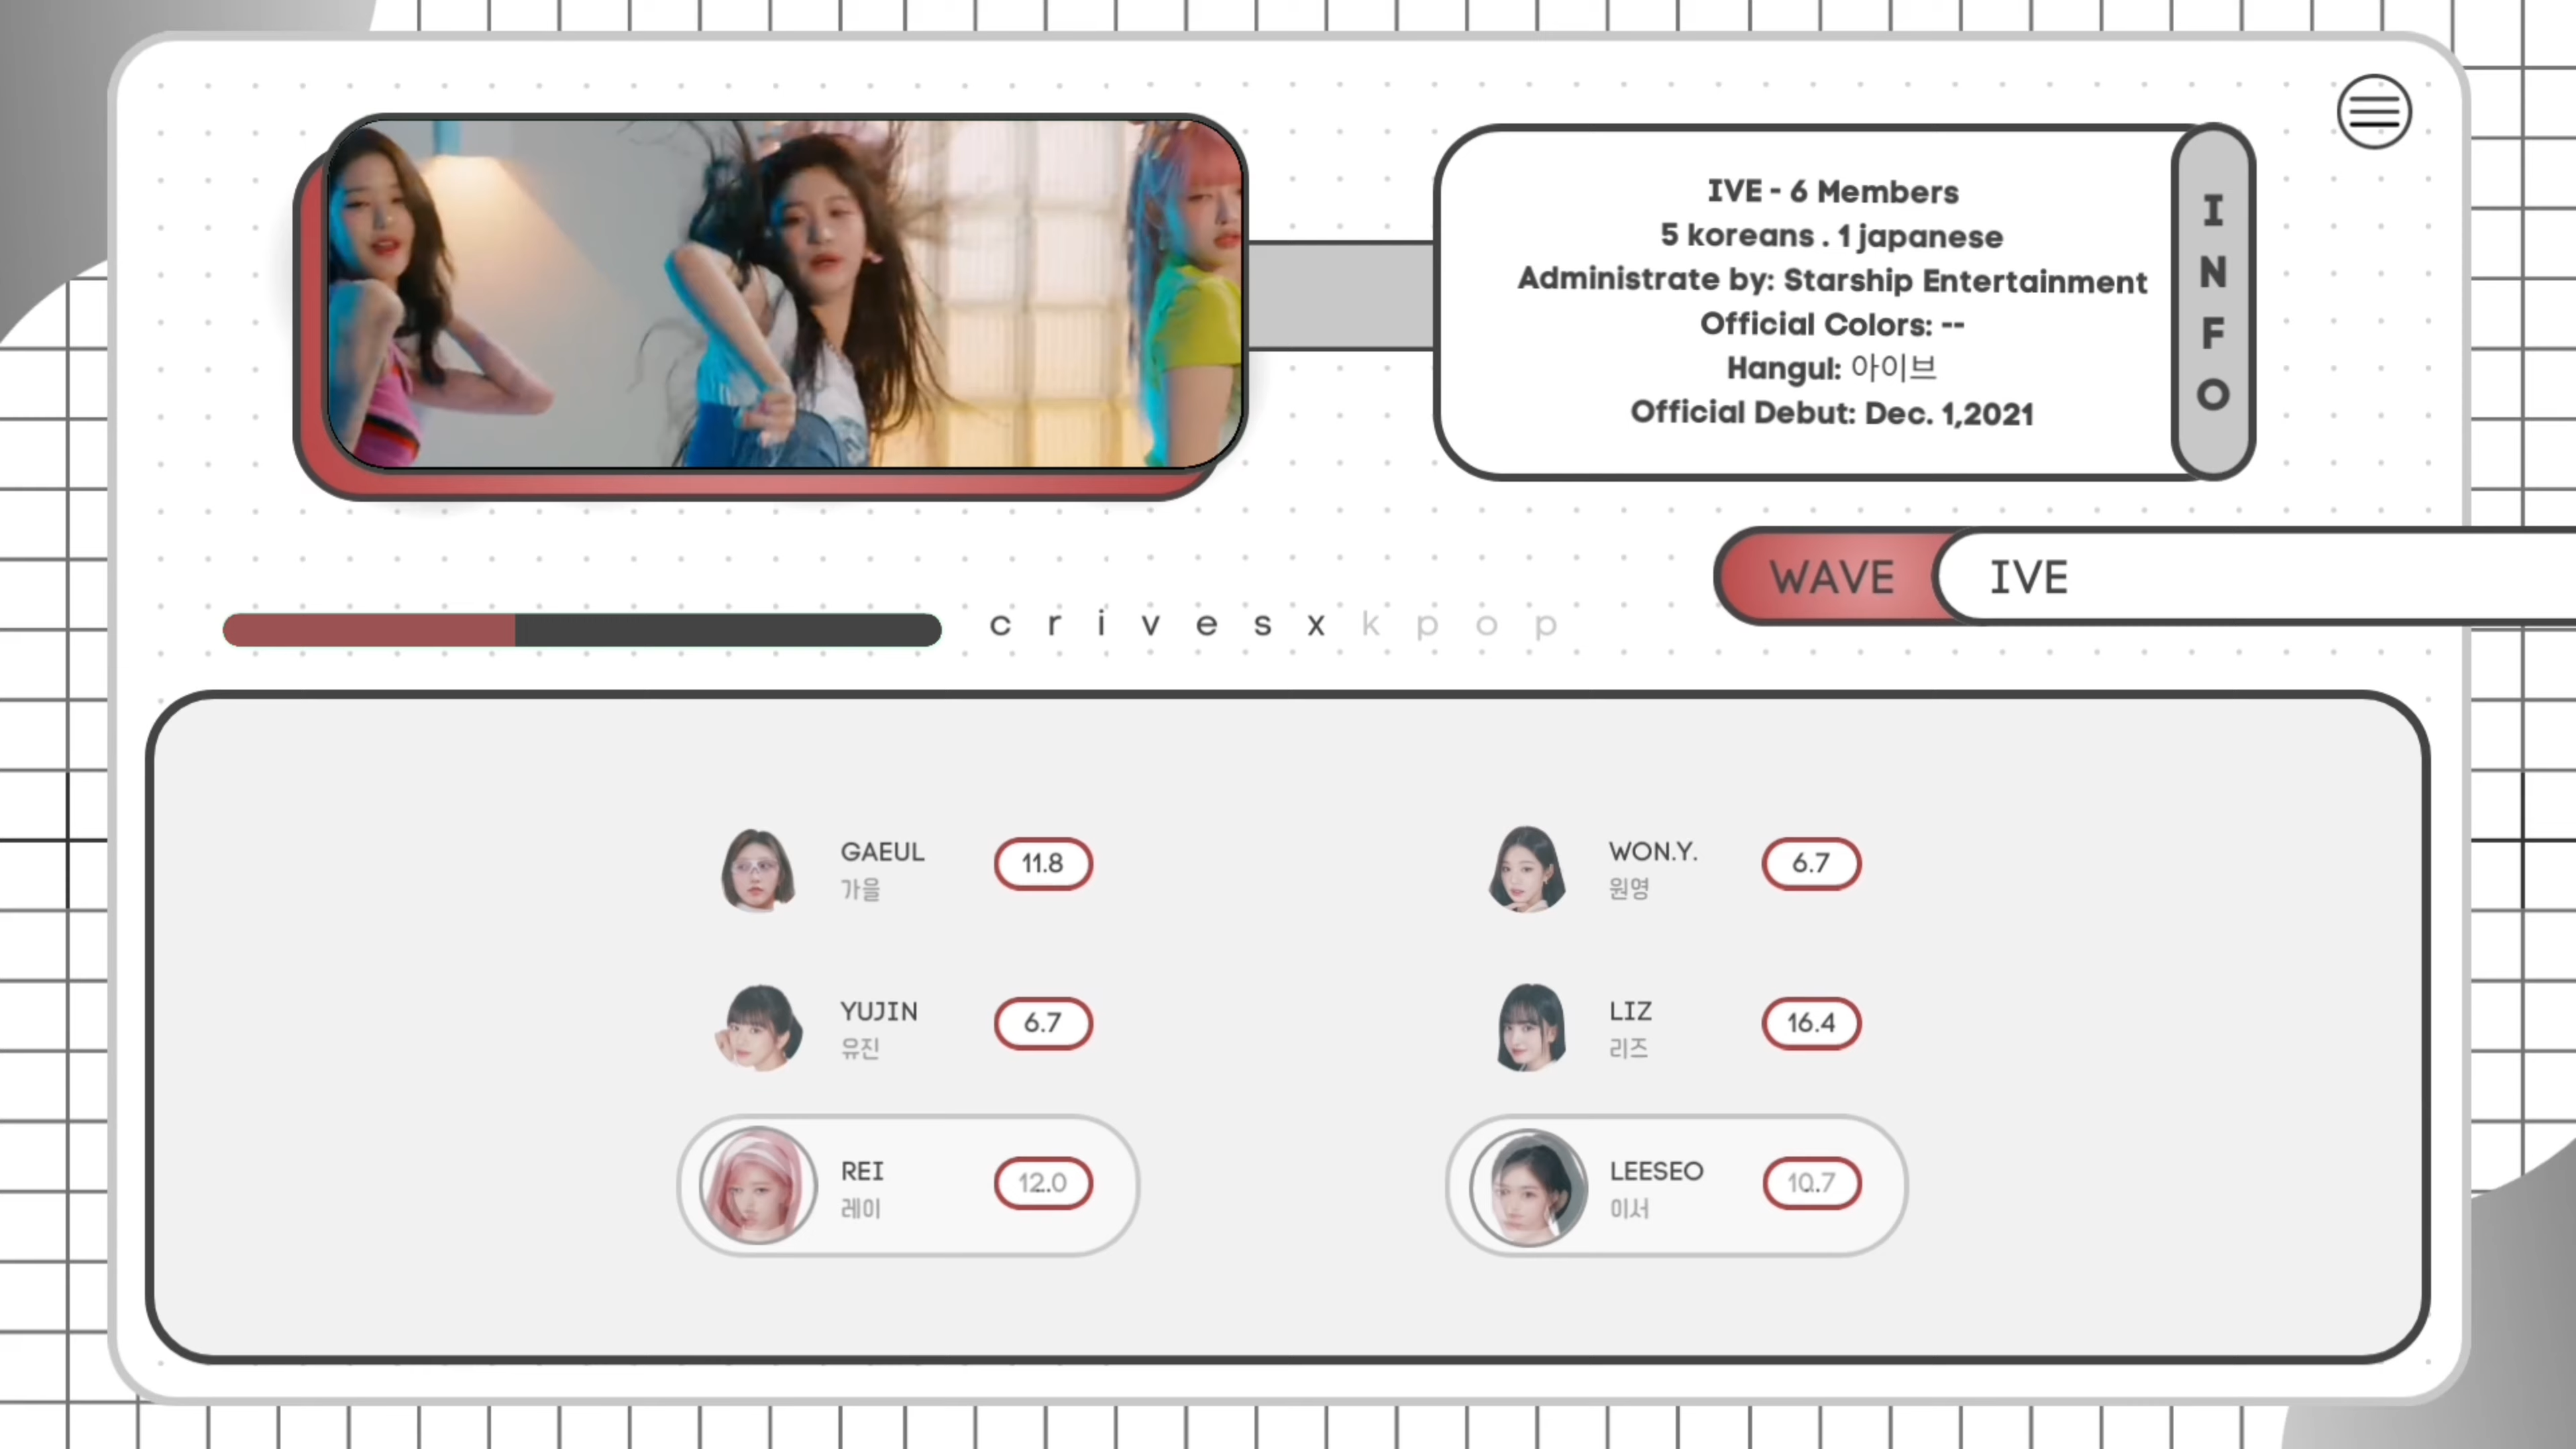 IVE - 6 Members
5 koreans . 1 japanese
Administrate by: Starship Entertainment
Official Colors: --
Hangul: 아이브
Official Debut: Dec. 1,2021
INFO
WAVE IVE
crivesxkpop
GAEUL
가을
11.8
WON.Y.
원영
6.7
YUJIN
유진
6.7
LIZ
리즈
16.4
REI
레이
12.0
LEESEO
이서
10.7